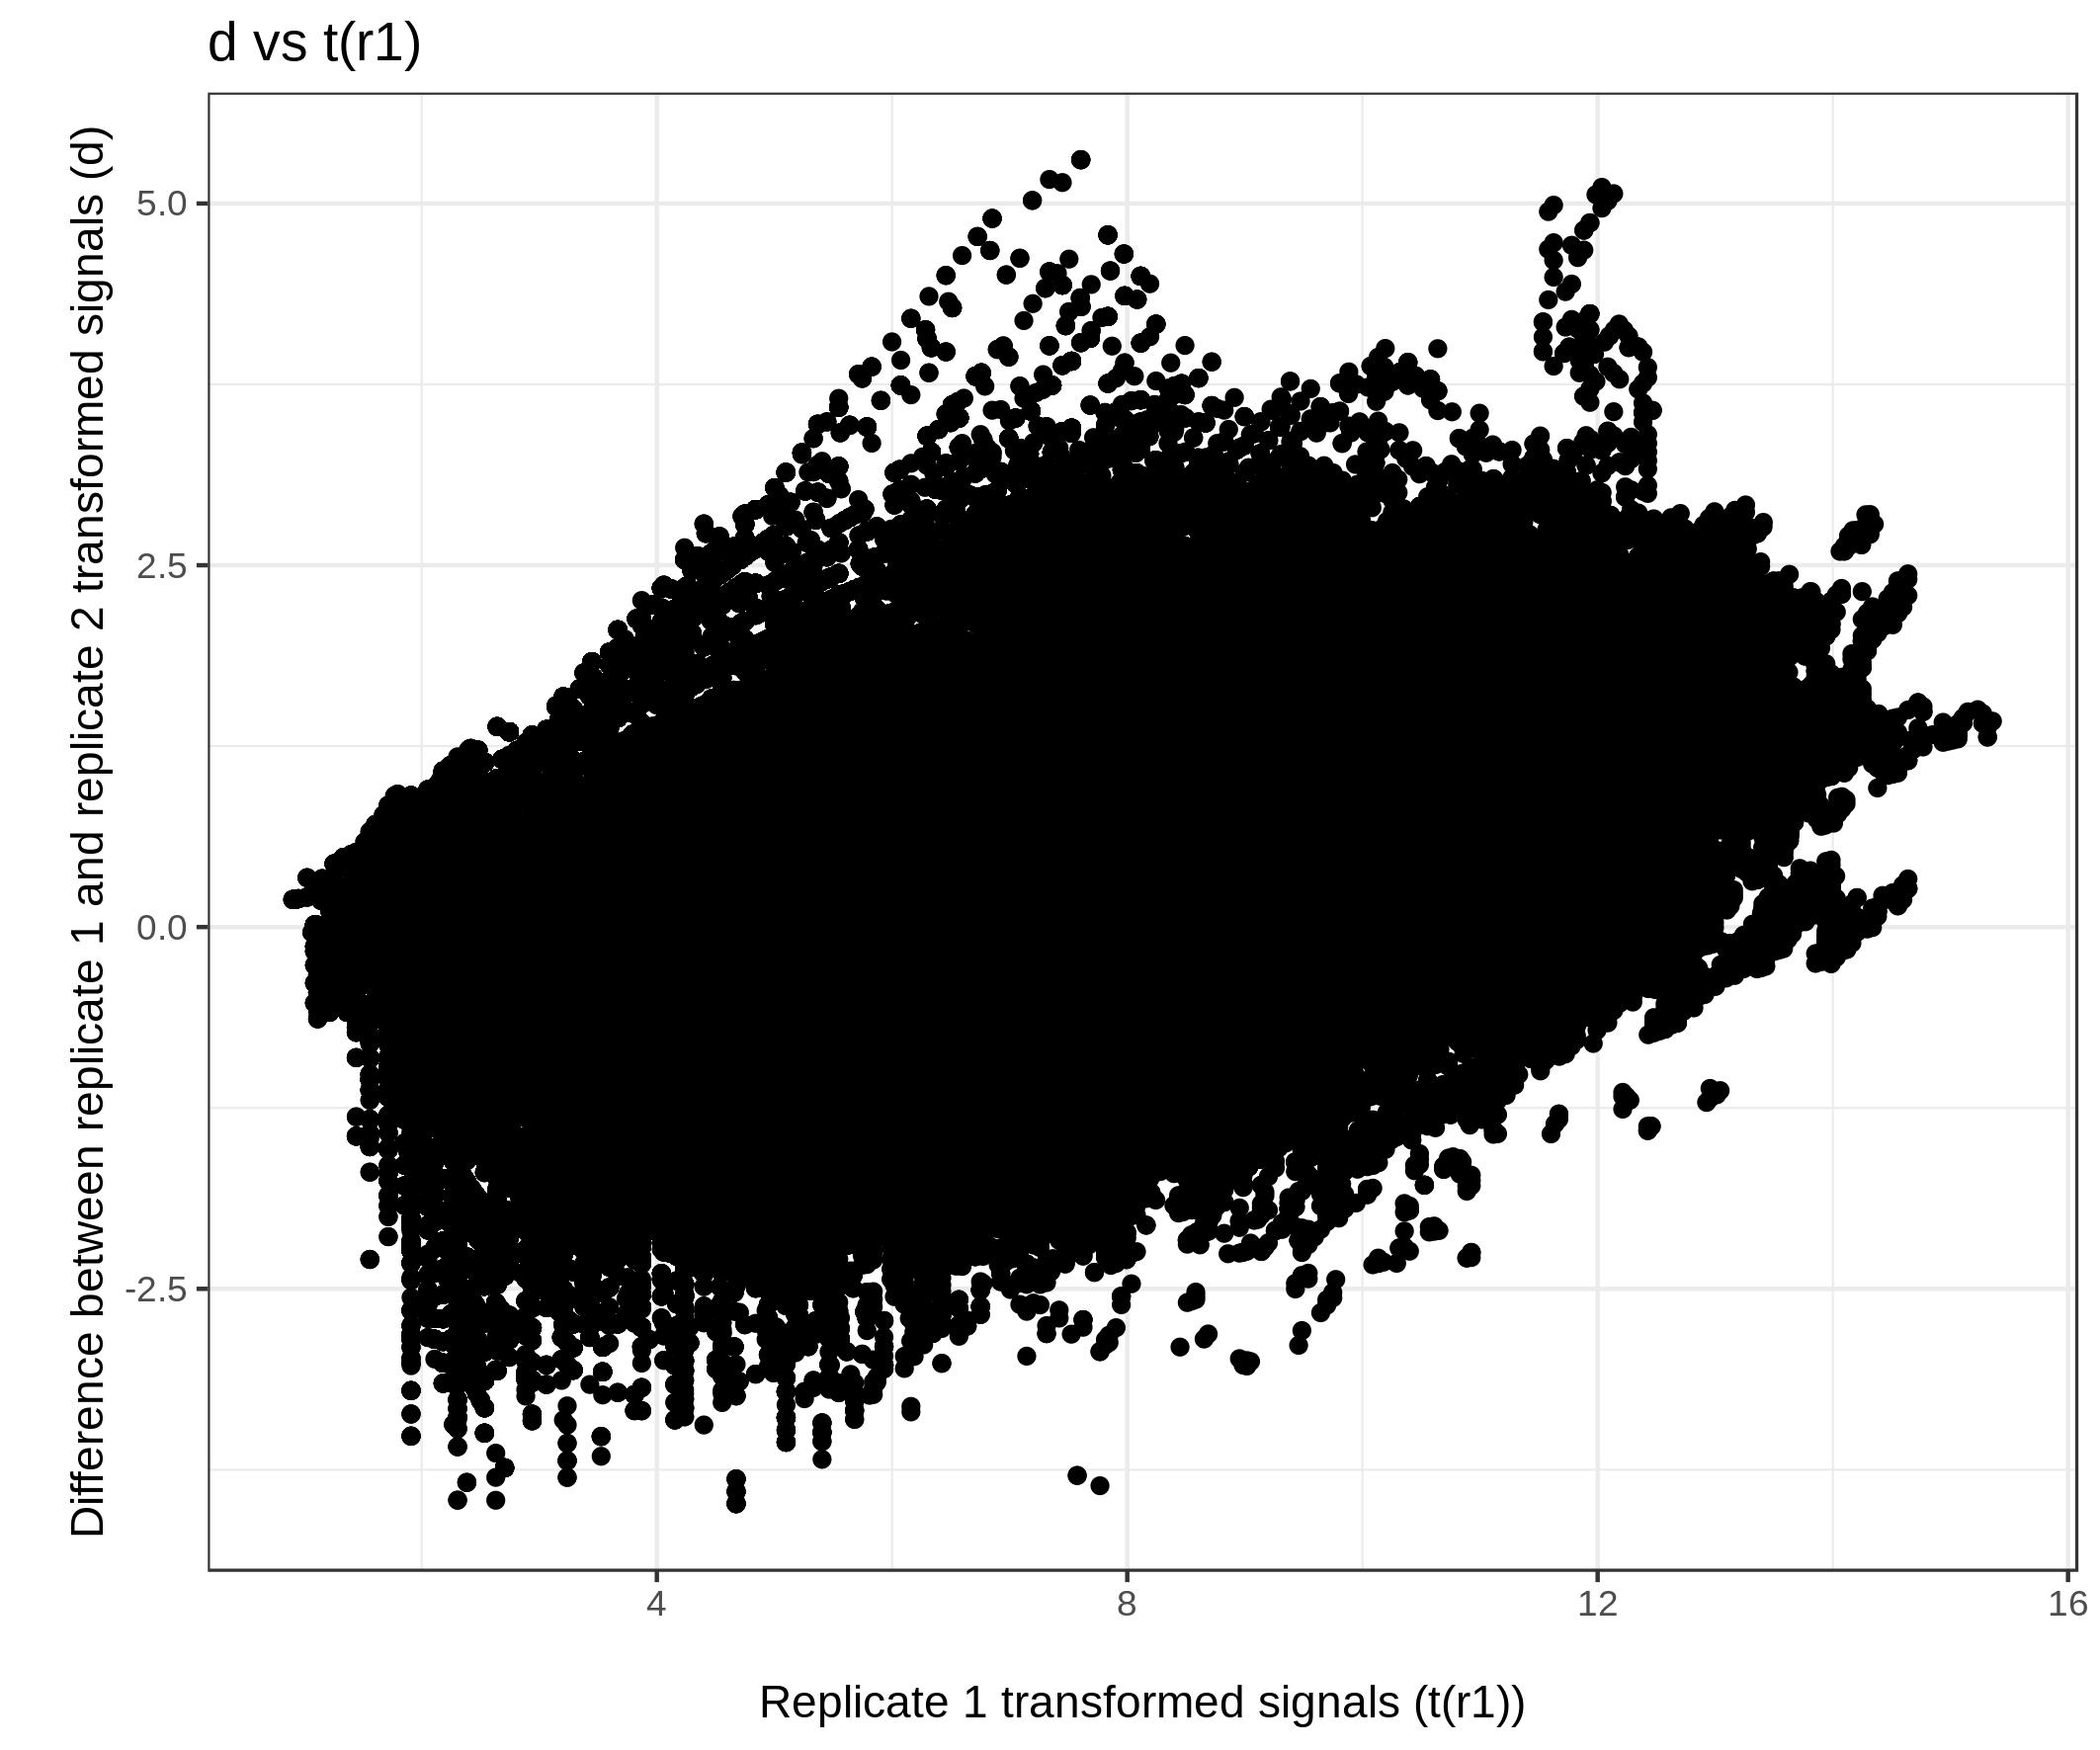 d vs t(r1)
Difference between replicate 1 and replicate 2 transformed signals (d)
5.0
2.5
0.0
-2.5
4 8 12 16
Replicate 1 transformed signals (t(r1))